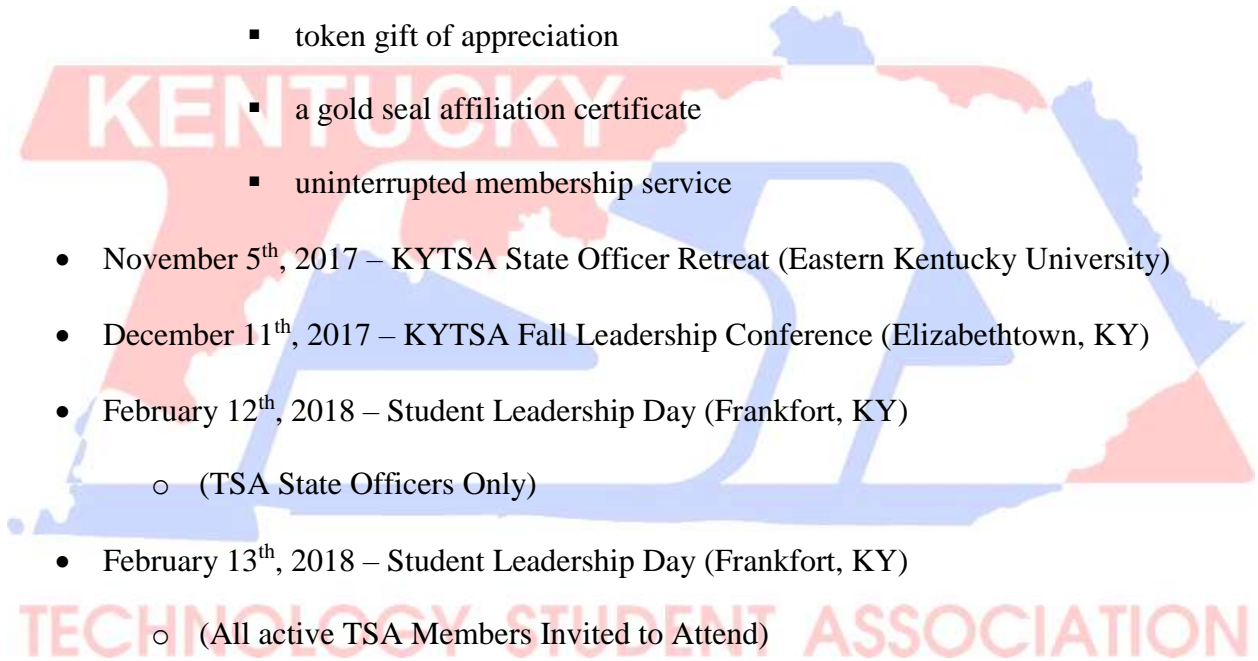 ▪ token gift of appreciation
KENTUCKY
▪ a gold seal affiliation certificate
▪ uninterrupted membership service
• November 5th, 2017 – KYTSA State Officer Retreat (Eastern Kentucky University)
TSA
• December 11th, 2017 – KYTSA Fall Leadership Conference (Elizabethtown, KY)
• February 12th, 2018 – Student Leadership Day (Frankfort, KY)
o (TSA State Officers Only)
• February 13th, 2018 – Student Leadership Day (Frankfort, KY)
TECHNOLOGY STUDENT ASSOCIATION
o (All active TSA Members Invited to Attend)